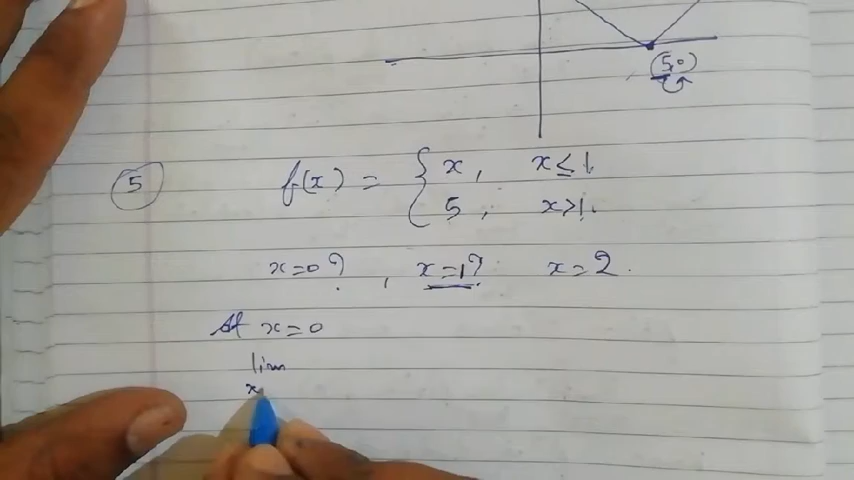 (5,0)
5 f(x) = { x, x ≤ 1.
5, x>1.
x=0? , x=1? x=2.
At x=0
lim
x